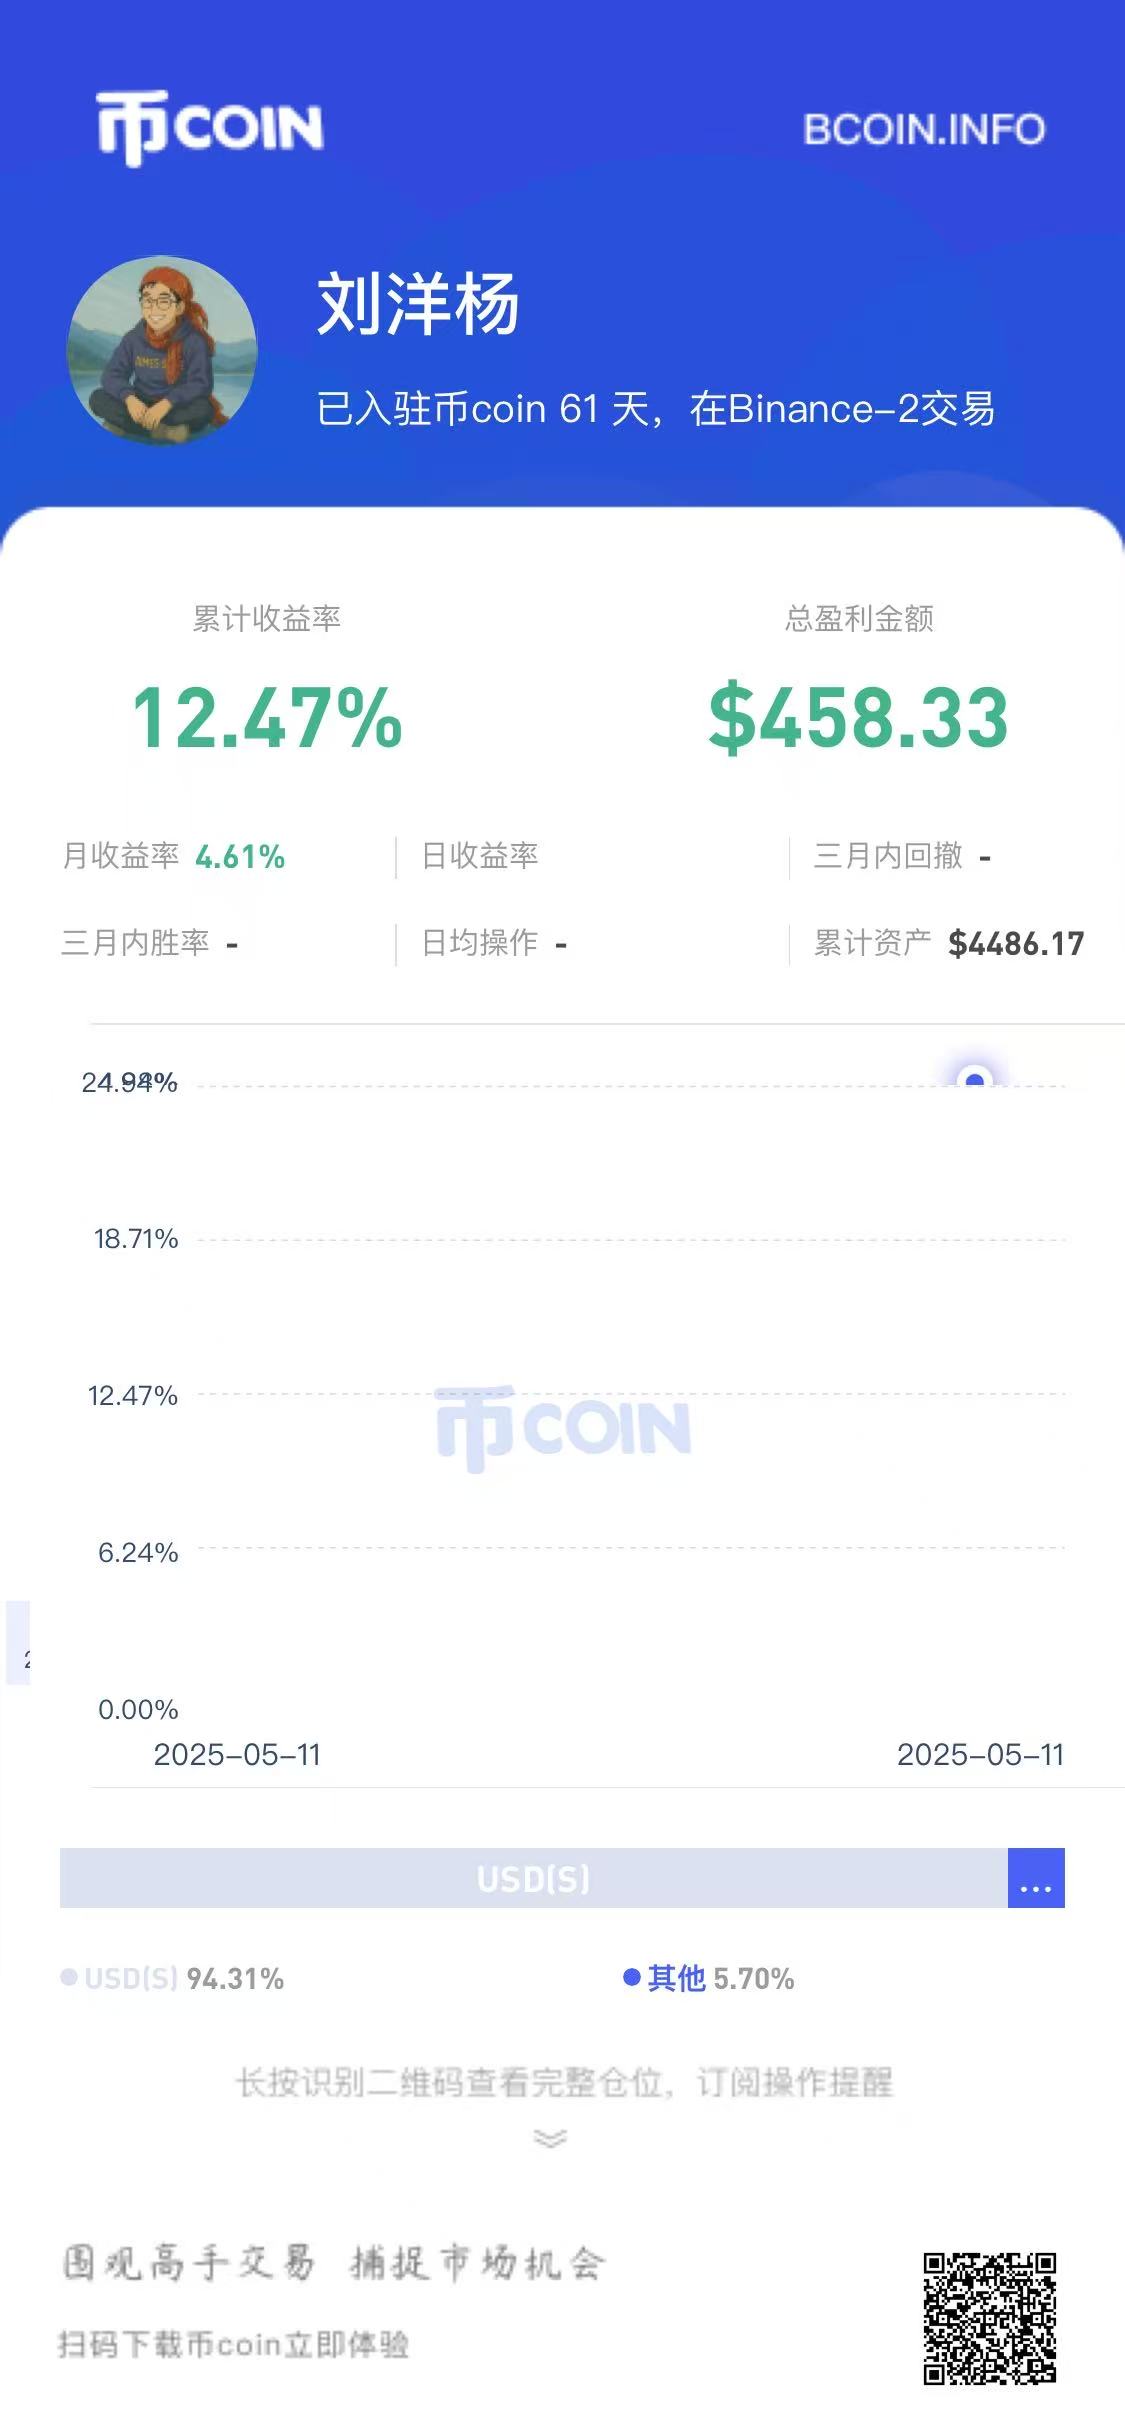 币COIN
BCOIN.INFO
刘洋杨
已入驻币coin 61 天，在Binance-2交易
累计收益率
总盈利金额
12.47%
$458.33
月收益率 4.61%
日收益率
三月内回撤 -
三月内胜率 -
日均操作 -
累计资产 $4486.17
24.94%
18.71%
12.47%
币COIN
6.24%
0.00%
2025-05-11
2025-05-11
USD(S)
...
USD(S) 94.31%
其他 5.70%
长按识别二维码查看完整仓位，订阅操作提醒
围观高手交易 捕捉市场机会
扫码下载币coin立即体验